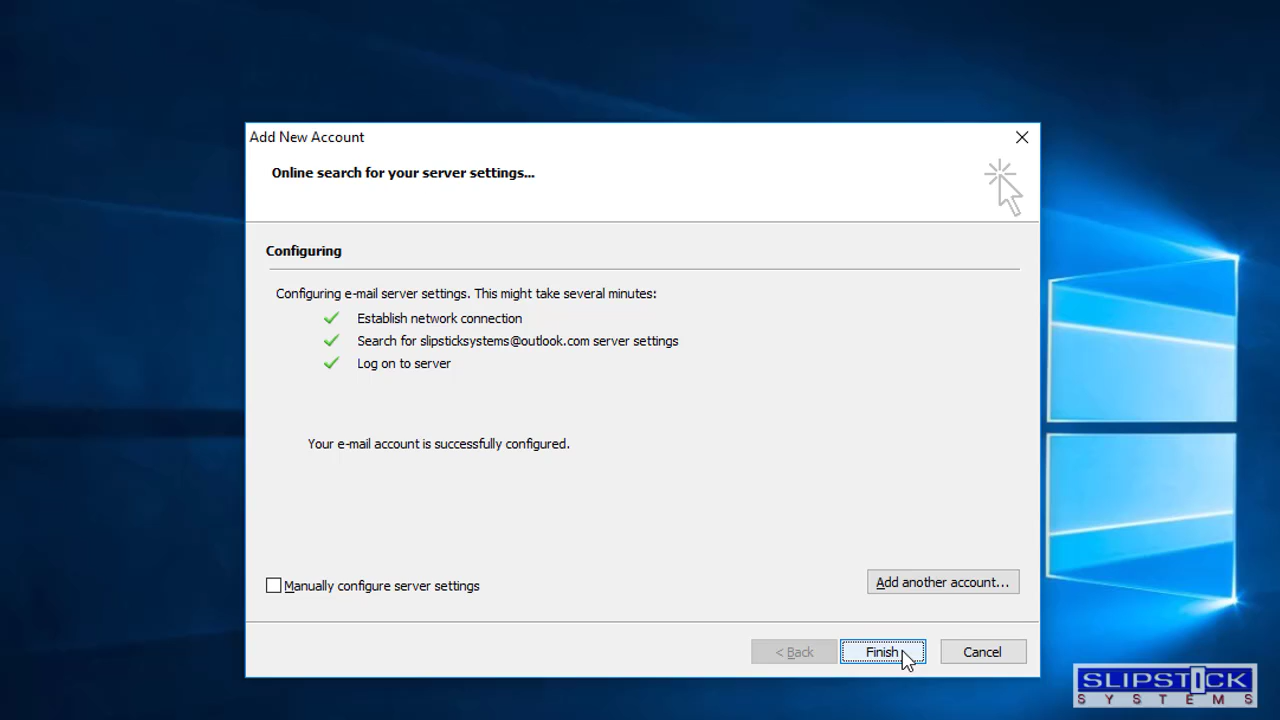 Add New Account
Online search for your server settings...
Configuring
Configuring e-mail server settings. This might take several minutes:
Establish network connection
Search for slipsticksystems@outlook.com server settings
Log on to server
Your e-mail account is successfully configured.
Manually configure server settings
Add another account...
< Back
Finish
Cancel
SLIPSTICK
SYSTEMS